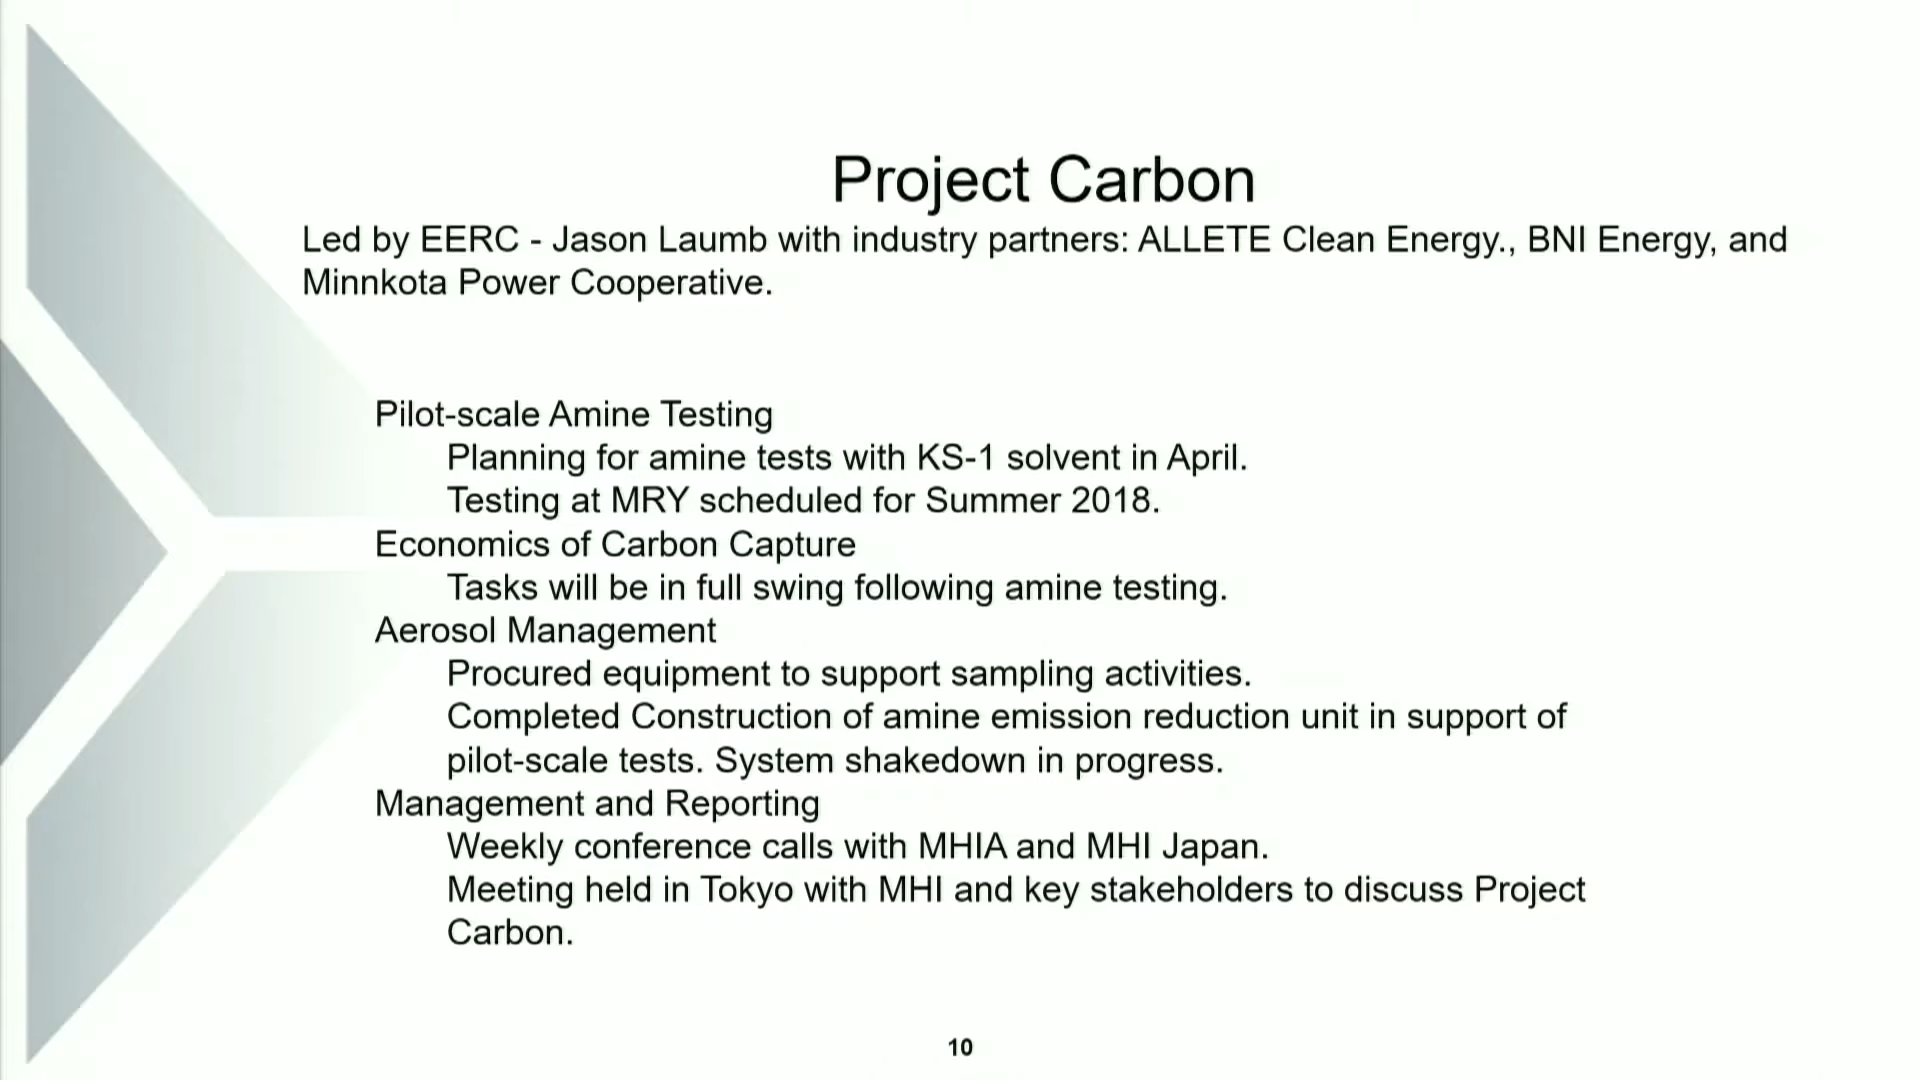 Project Carbon
Led by EERC - Jason Laumb with industry partners: ALLETE Clean Energy., BNI Energy, and
Minnkota Power Cooperative.
Pilot-scale Amine Testing
Planning for amine tests with KS-1 solvent in April.
Testing at MRY scheduled for Summer 2018.
Economics of Carbon Capture
Tasks will be in full swing following amine testing.
Aerosol Management
Procured equipment to support sampling activities.
Completed Construction of amine emission reduction unit in support of
pilot-scale tests. System shakedown in progress.
Management and Reporting
Weekly conference calls with MHIA and MHI Japan.
Meeting held in Tokyo with MHI and key stakeholders to discuss Project
Carbon.
10